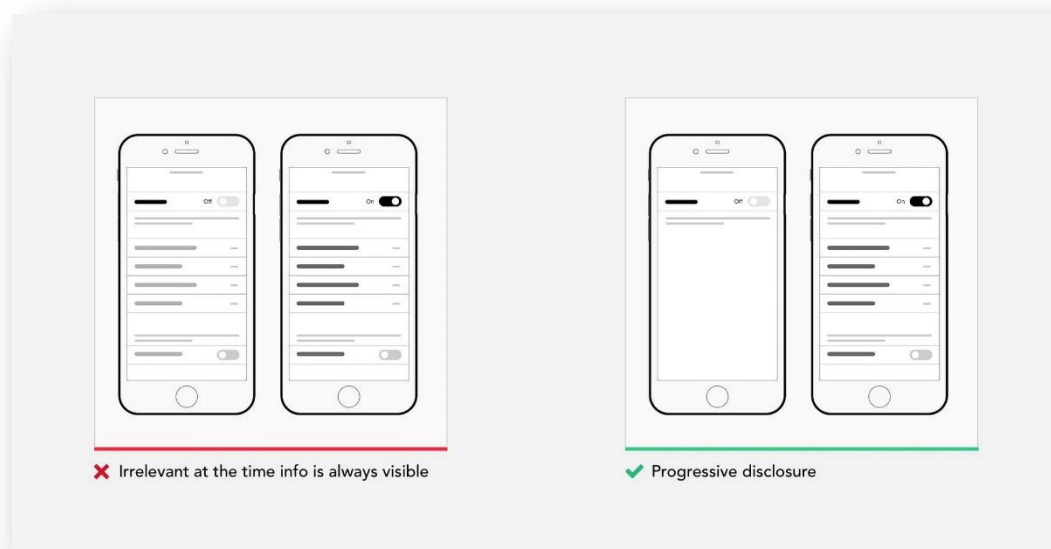 Off
On
Off
On
Irrelevant at the time info is always visible
Progressive disclosure